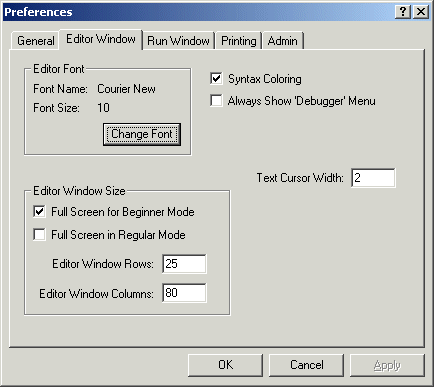 Preferences
General
Editor Window
Run Window
Printing
Admin
Editor Font
Font Name: Courier New
Font Size: 10
Change Font
Syntax Coloring
Always Show 'Debugger' Menu
Text Cursor Width: 2
Editor Window Size
Full Screen for Beginner Mode
Full Screen in Regular Mode
Editor Window Rows: 25
Editor Window Columns: 80
OK
Cancel
Apply